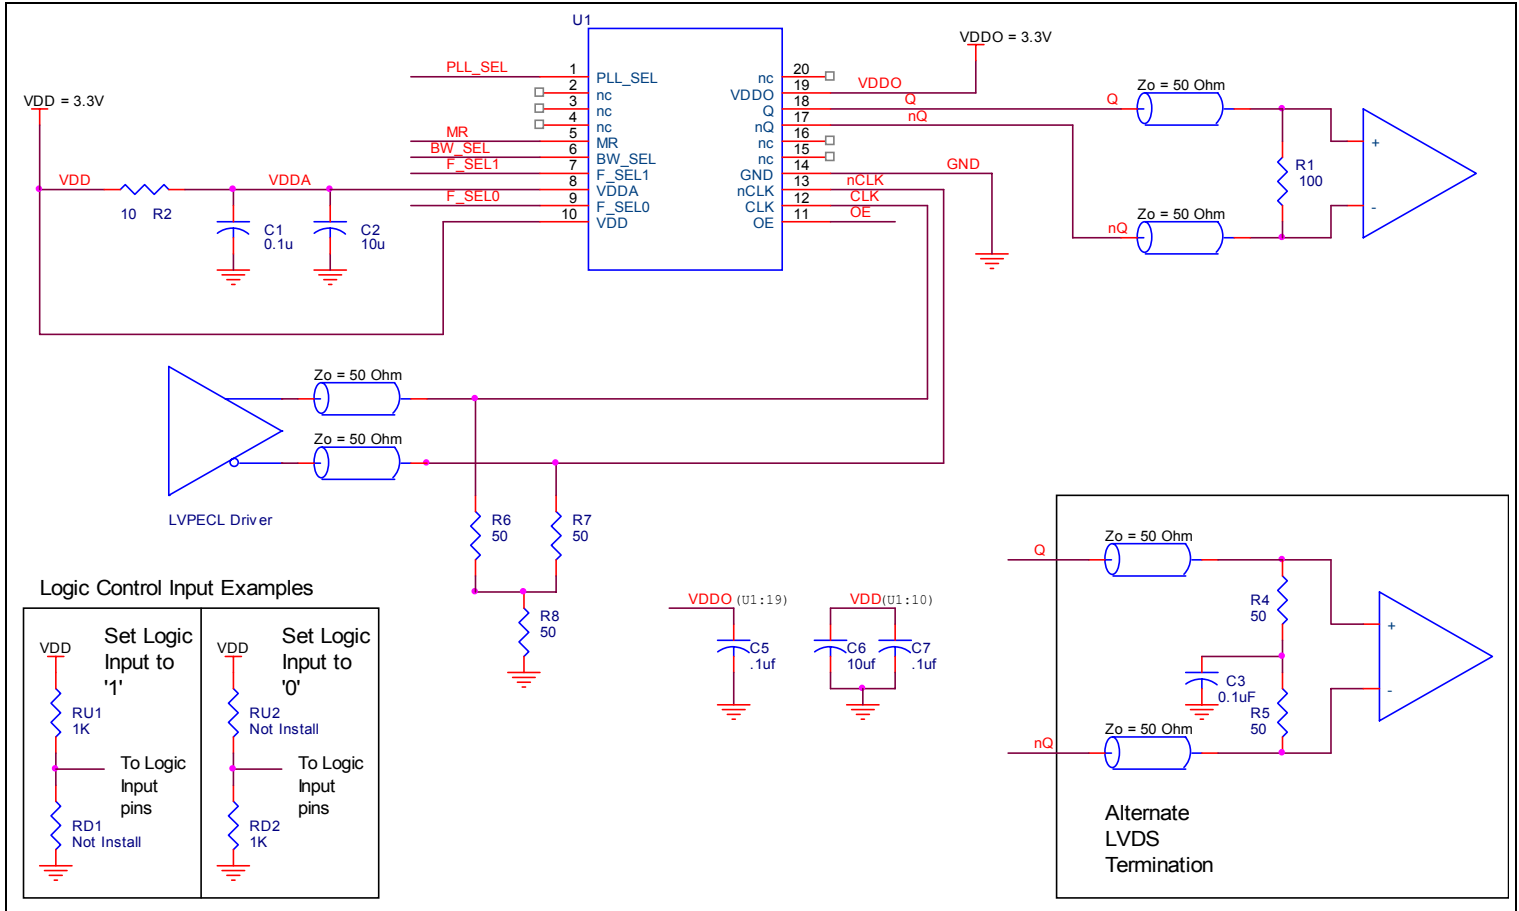 U1
VDD = 3.3V
VDD
10 R2
VDDA
C1
0.1u
C2
10u
PLL_SEL
MR
BW_SEL
F_SEL1
F_SEL0
1
2
3
4
5
6
7
8
9
10
PLL_SEL
nc
nc
nc
MR
BW_SEL
F_SEL1
VDDA
F_SEL0
VDD
nc
VDDO
Q
nQ
nc
nc
GND
nCLK
CLK
OE
20
19
18
17
16
15
14
13
12
11
VDDO
Q
nQ
GND
nCLK
CLK
OE
VDDO = 3.3V
Q
Zo = 50 Ohm
nQ
Zo = 50 Ohm
R1
100
+
-
Zo = 50 Ohm
Zo = 50 Ohm
LVPECL Driver
R6
50
R7
50
R8
50
Logic Control Input Examples
VDD
Set Logic
Input to
'1'
RU1
1K
To Logic
Input
pins
RD1
Not Install
VDD
Set Logic
Input to
'0'
RU2
Not Install
To Logic
Input
pins
RD2
1K
VDDO (U1:19)
C5
.1uf
VDD(U1:10)
C6
10uf
C7
.1uf
Q
Zo = 50 Ohm
R4
50
C3
0.1uF
R5
50
nQ
Zo = 50 Ohm
+
-
Alternate
LVDS
Termination